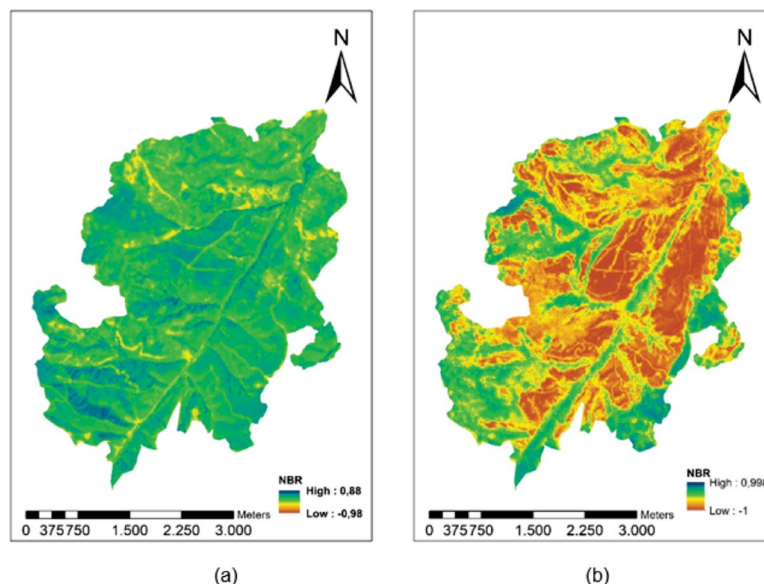 N
NBR
High : 0,88
Low : -0,98
Meters
0 375750 1.500 2.250 3.000
(a)
N
NBR
High : 0,998
Low : -1
Meters
0 375750 1.500 2.250 3.000
(b)